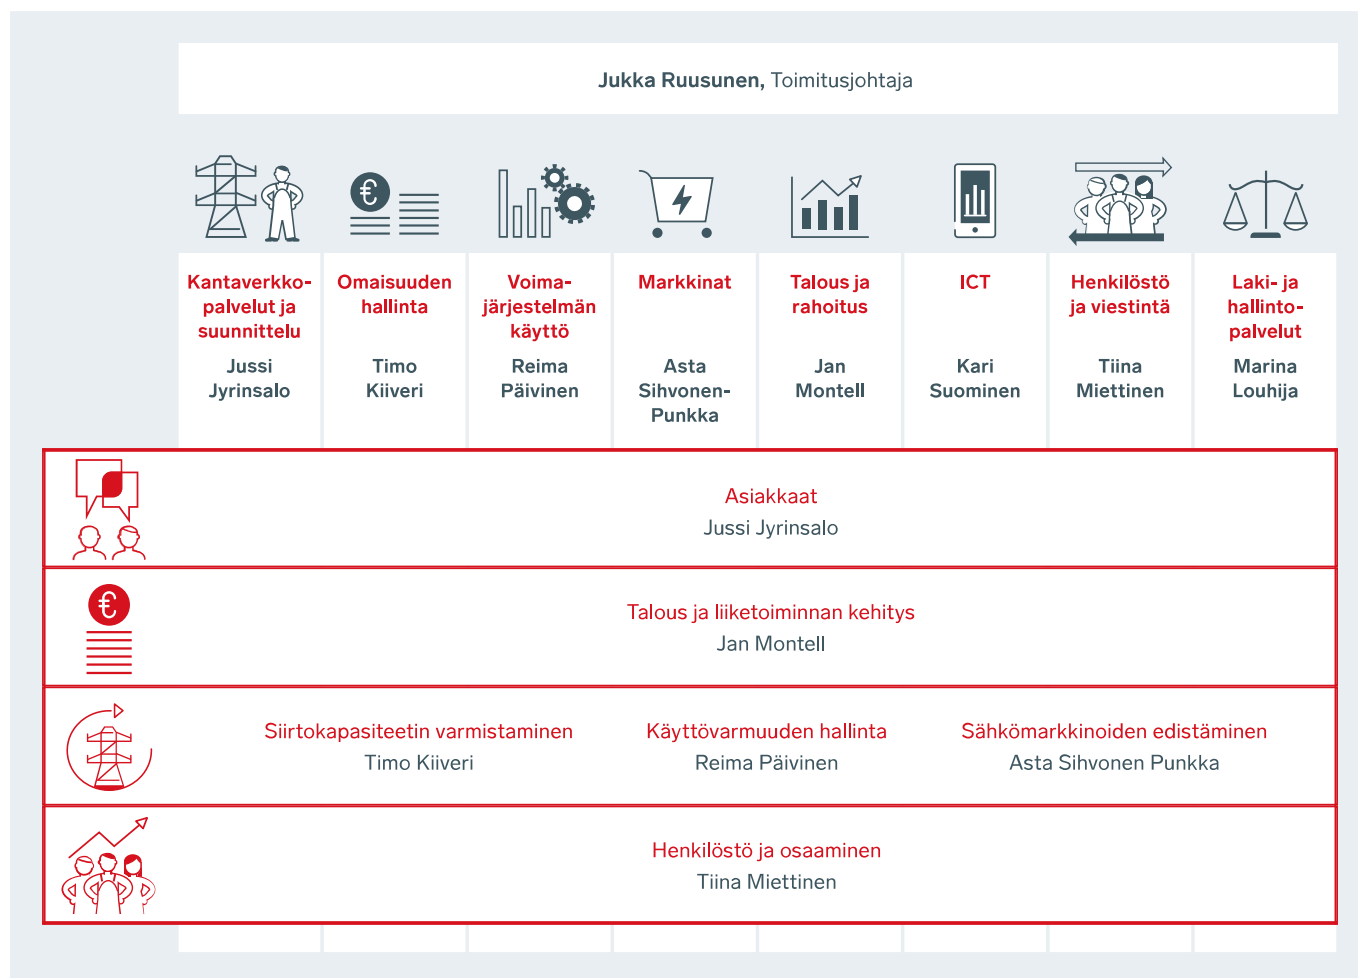 Jukka Ruusunen, Toimitusjohtaja
Kantaverkko-
palvelut ja
suunnittelu
Jussi
Jyrinsalo
Omaisuuden
hallinta
Timo
Kiiveri
Voima-
järjestelmän
käyttö
Reima
Päivinen
Markkinat
Asta
Sihvonen-
Punkka
Talous ja
rahoitus
Jan
Montell
ICT
Kari
Suominen
Henkilöstö
ja viestintä
Tiina
Miettinen
Laki- ja
hallinto-
palvelut
Marina
Louhija
Asiakkaat
Jussi Jyrinsalo
Talous ja liiketoiminnan kehitys
Jan Montell
Siirtokapasiteetin varmistaminen
Timo Kiiveri
Käyttövarmuuden hallinta
Reima Päivinen
Sähkömarkkinoiden edistäminen
Asta Sihvonen Punkka
Henkilöstö ja osaaminen
Tiina Miettinen